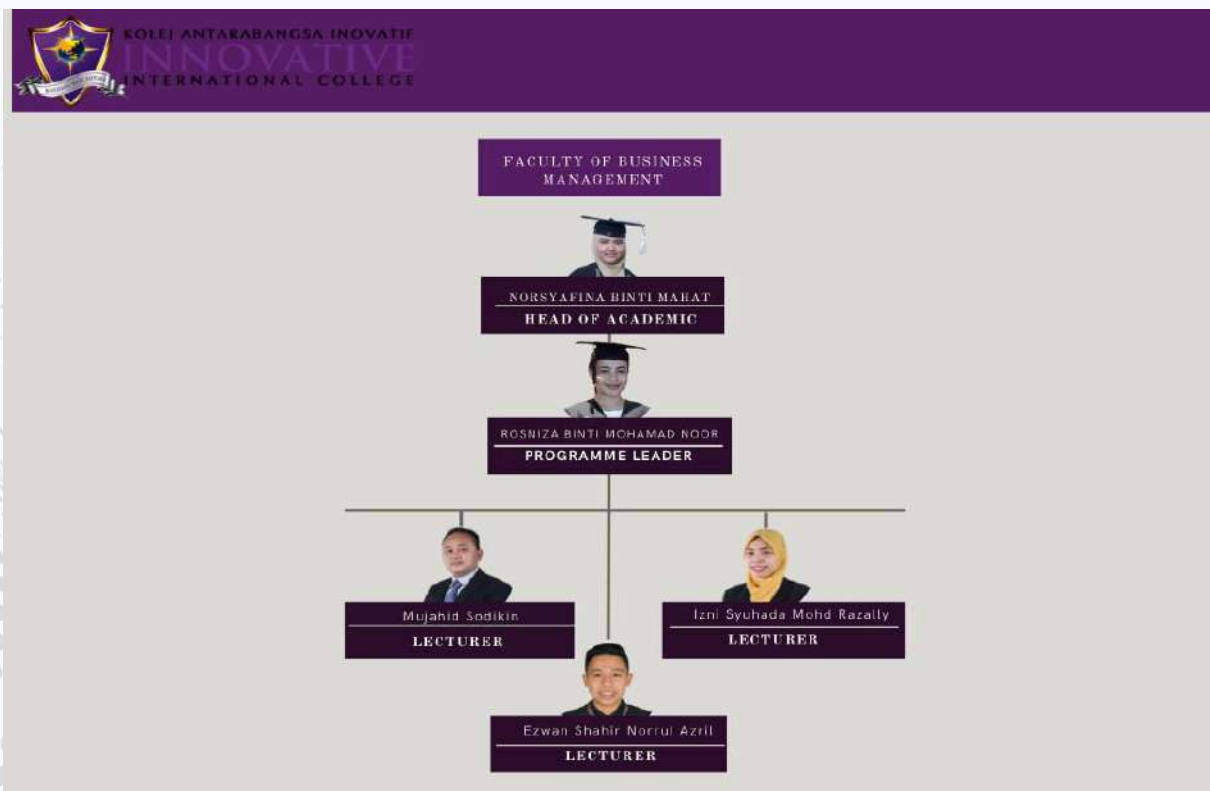 KOLEJ ANTARABANGSA INOVATIF
INNOVATIVE
INTERNATIONAL COLLEGE
FACULTY OF BUSINESS
MANAGEMENT
NORSYAFINA BINTI MAHAT
HEAD OF ACADEMIC
ROSNIZA BINTI MOHAMAD NOOR
PROGRAMME LEADER
Mujahid Sodikin
LECTURER
Izni Syuhada Mohd Razally
LECTURER
Ezwan Shahir Norrul Azril
LECTURER